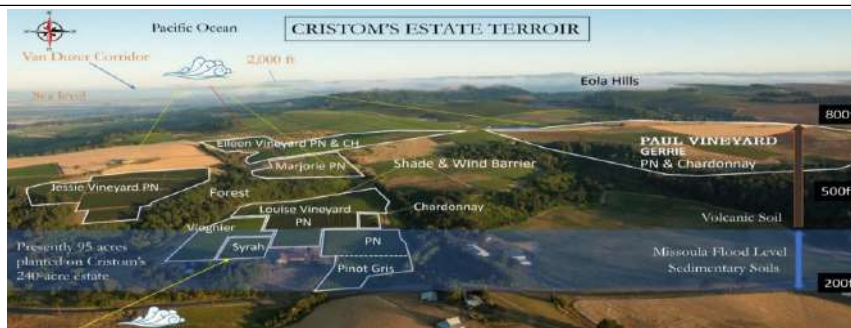 Pacific Ocean
CRISTOM'S ESTATE TERROIR
Van Duzer Corridor
2,000 ft
Sea level
Eola Hills
800
Eileen Vineyard PN & CH
PAUL VINEYARD
GERRIE
PN & Chardonnay
Marjorie PN
Shade & Wind Barrier
Jessie Vineyard PN
Forest
500f
Louise Vineyard
PN
Chardonnay
Volcanic Soil
Viognier
Syrah
PN
Presently 95 acres
planted on Cristom's
240-acre estate
Missoula Flood Level
Sedimentary Soils
Pinot Gris
200f